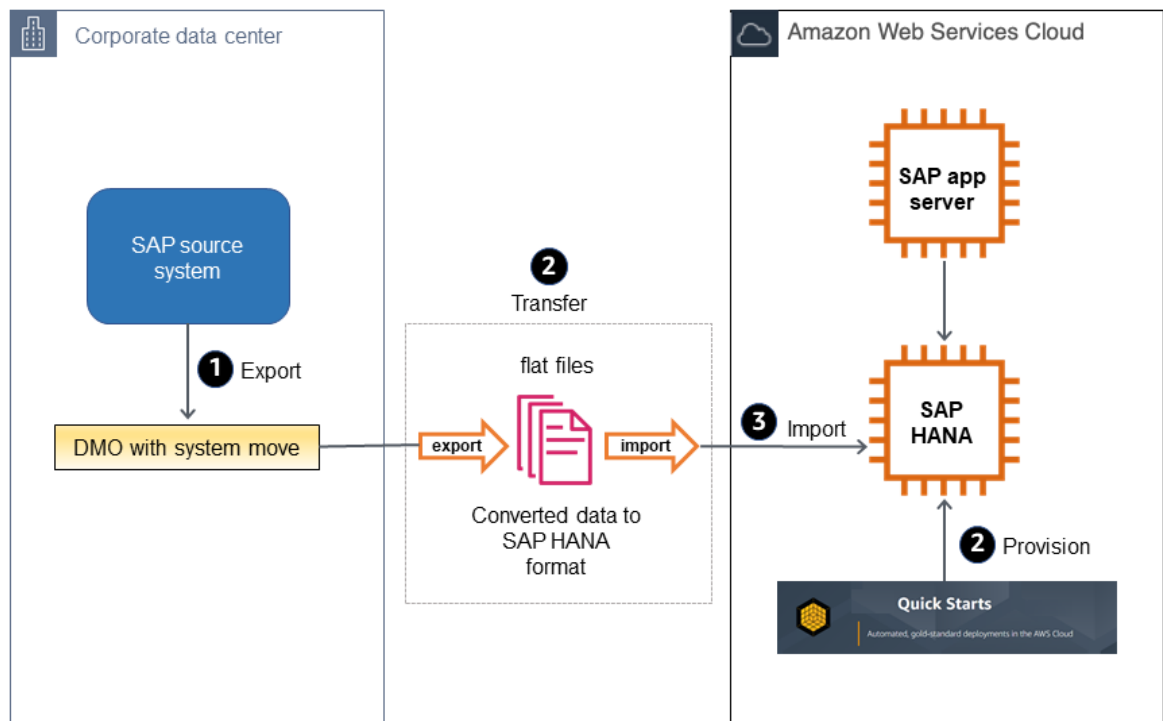 Corporate data center
SAP source
system
1 Export
DMO with system move
2
Transfer
flat files
export
import
Converted data to
SAP HANA
format
Amazon Web Services Cloud
SAP app
server
3 Import
SAP
HANA
2 Provision
Quick Starts
Automated, gold-standard deployments in the AWS Cloud